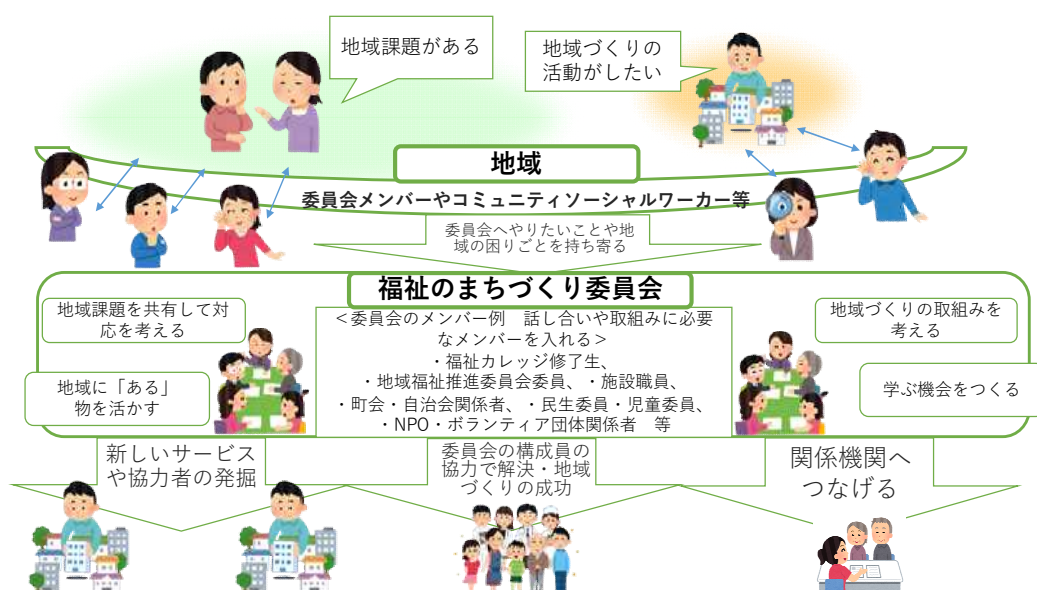 地域課題がある
地域づくりの
活動がしたい
地域
委員会メンバーやコミュニティソーシャルワーカー等
委員会へやりたいことや地
域の困りごとを持ち寄る
福祉のまちづくり委員会
地域課題を共有して対
応を考える
地域に「ある」
物を活かす
＜委員会のメンバー例　話し合いや取組みに必要
なメンバーを入れる＞
・福祉カレッジ修了生、
・地域福祉推進委員会委員、・施設職員、
・町会・自治会関係者、・民生委員・児童委員、
・NPO・ボランティア団体関係者　等
地域づくりの取組みを
考える
学ぶ機会をつくる
新しいサービス
や協力者の発掘
委員会の構成員の
協力で解決・地域
づくりの成功
関係機関へ
つなげる